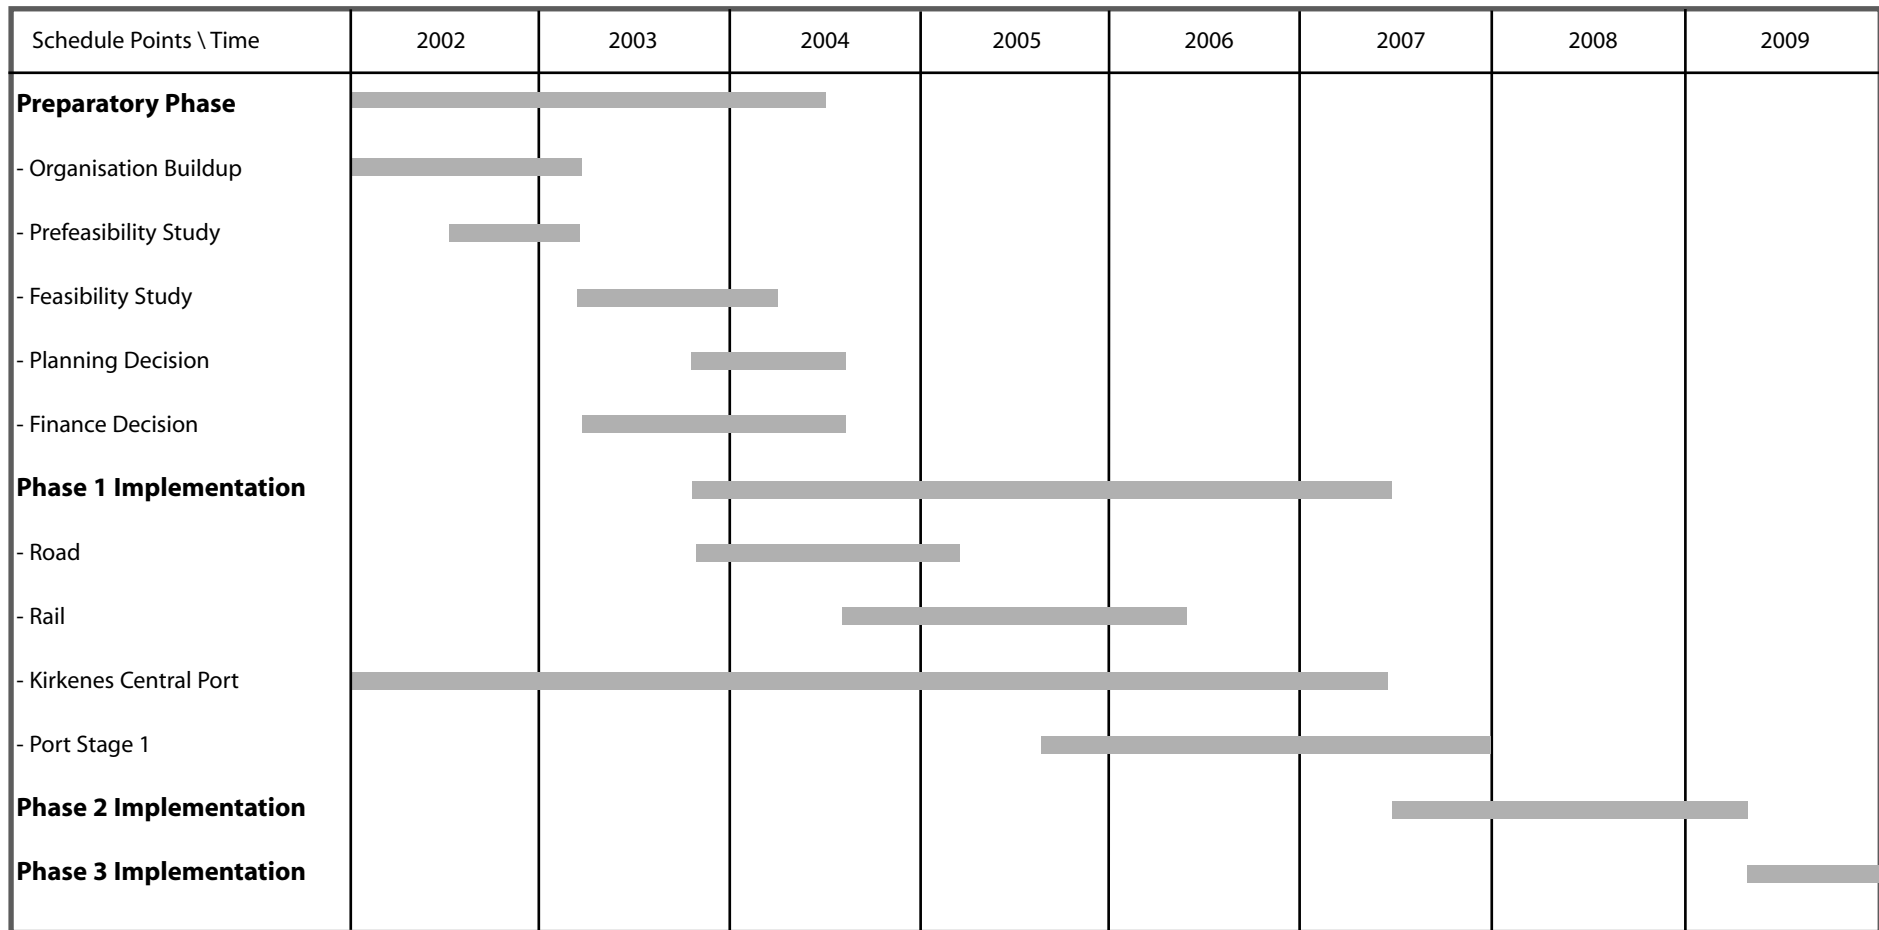 Schedule Points \ Time 2002 2003 2004 2005 2006 2007 2008 2009
Preparatory Phase
- Organisation Buildup
- Prefeasibility Study
- Feasibility Study
- Planning Decision
- Finance Decision
Phase 1 Implementation
- Road
- Rail
- Kirkenes Central Port
- Port Stage 1
Phase 2 Implementation
Phase 3 Implementation